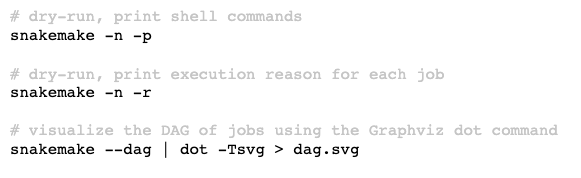 # dry-run, print shell commands
snakemake -n -p
# dry-run, print execution reason for each job
snakemake -n -r
# visualize the DAG of jobs using the Graphviz dot command
snakemake --dag | dot -Tsvg > dag.svg